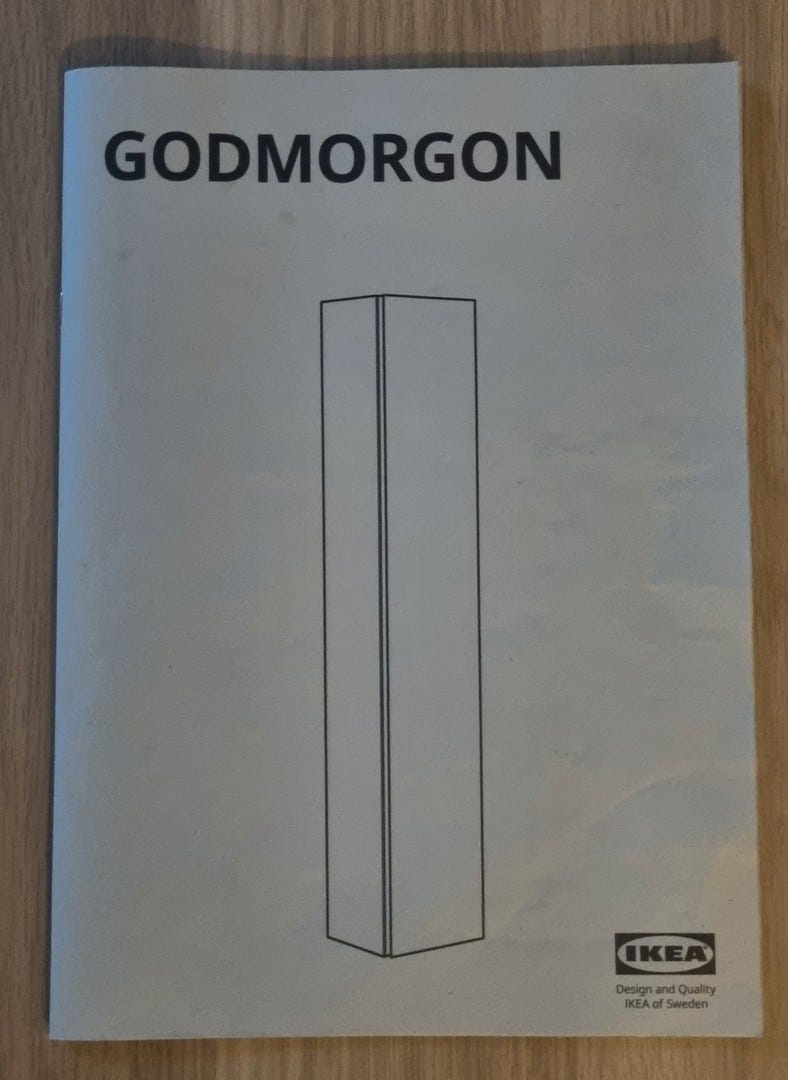 GODMORGON
IKEA®
Design and Quality
IKEA of Sweden